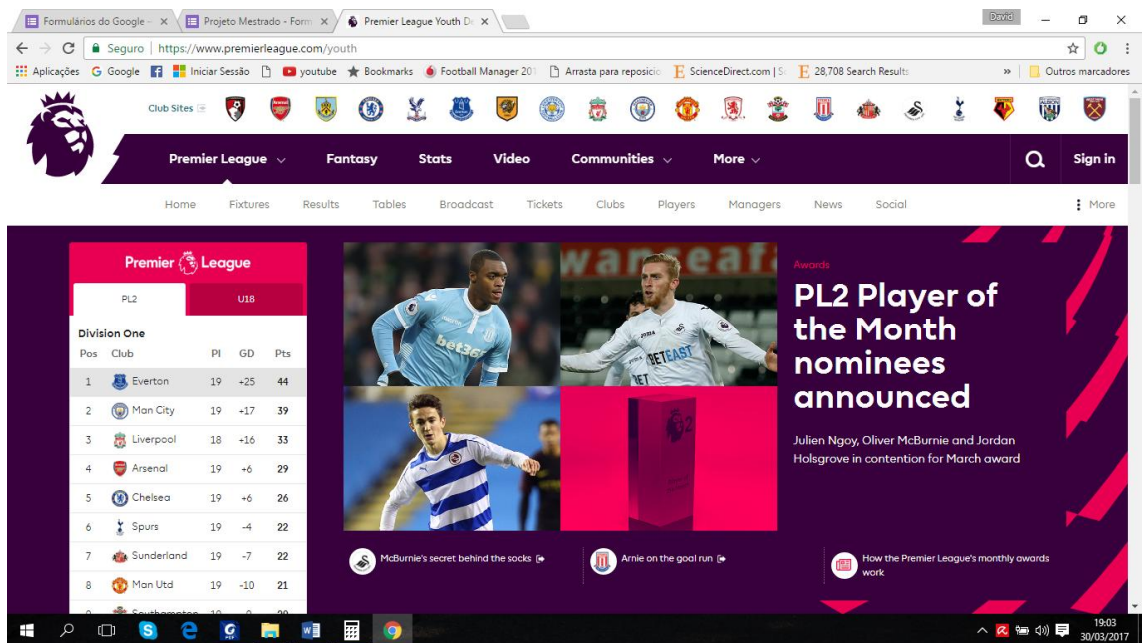 Formulários do Google -
Projeto Mestrado - Form
Premier League Youth De
David
Seguro
https://www.premierleague.com/youth
Aplicações
Google
Iniciar Sessão
youtube
Bookmarks
Football Manager 201
Arrasta para reposicio
ScienceDirect.com | Sc
28,708 Search Results
»
Outros marcadores
Club Sites
Premier League
Fantasy
Stats
Video
Communities
More
Sign in
Home
Fixtures
Results
Tables
Broadcast
Tickets
Clubs
Players
Managers
News
Social
More
Premier League
PL2
U18
Division One
Pos Club Pl GD Pts
1 Everton 19 +25 44
2 Man City 19 +17 39
3 Liverpool 18 +16 33
4 Arsenal 19 +6 29
5 Chelsea 19 +6 26
6 Spurs 19 -4 22
7 Sunderland 19 -7 22
8 Man Utd 19 -10 21
Southampton
bet365
BETEAST
BET
Awards
PL2 Player of
the Month
nominees
announced
Julien Ngoy, Oliver McBurnie and Jordan
Holsgrove in contention for March award
McBurnie's secret behind the socks
Arnie on the goal run
How the Premier League's monthly awards
work
19:03
30/03/2017